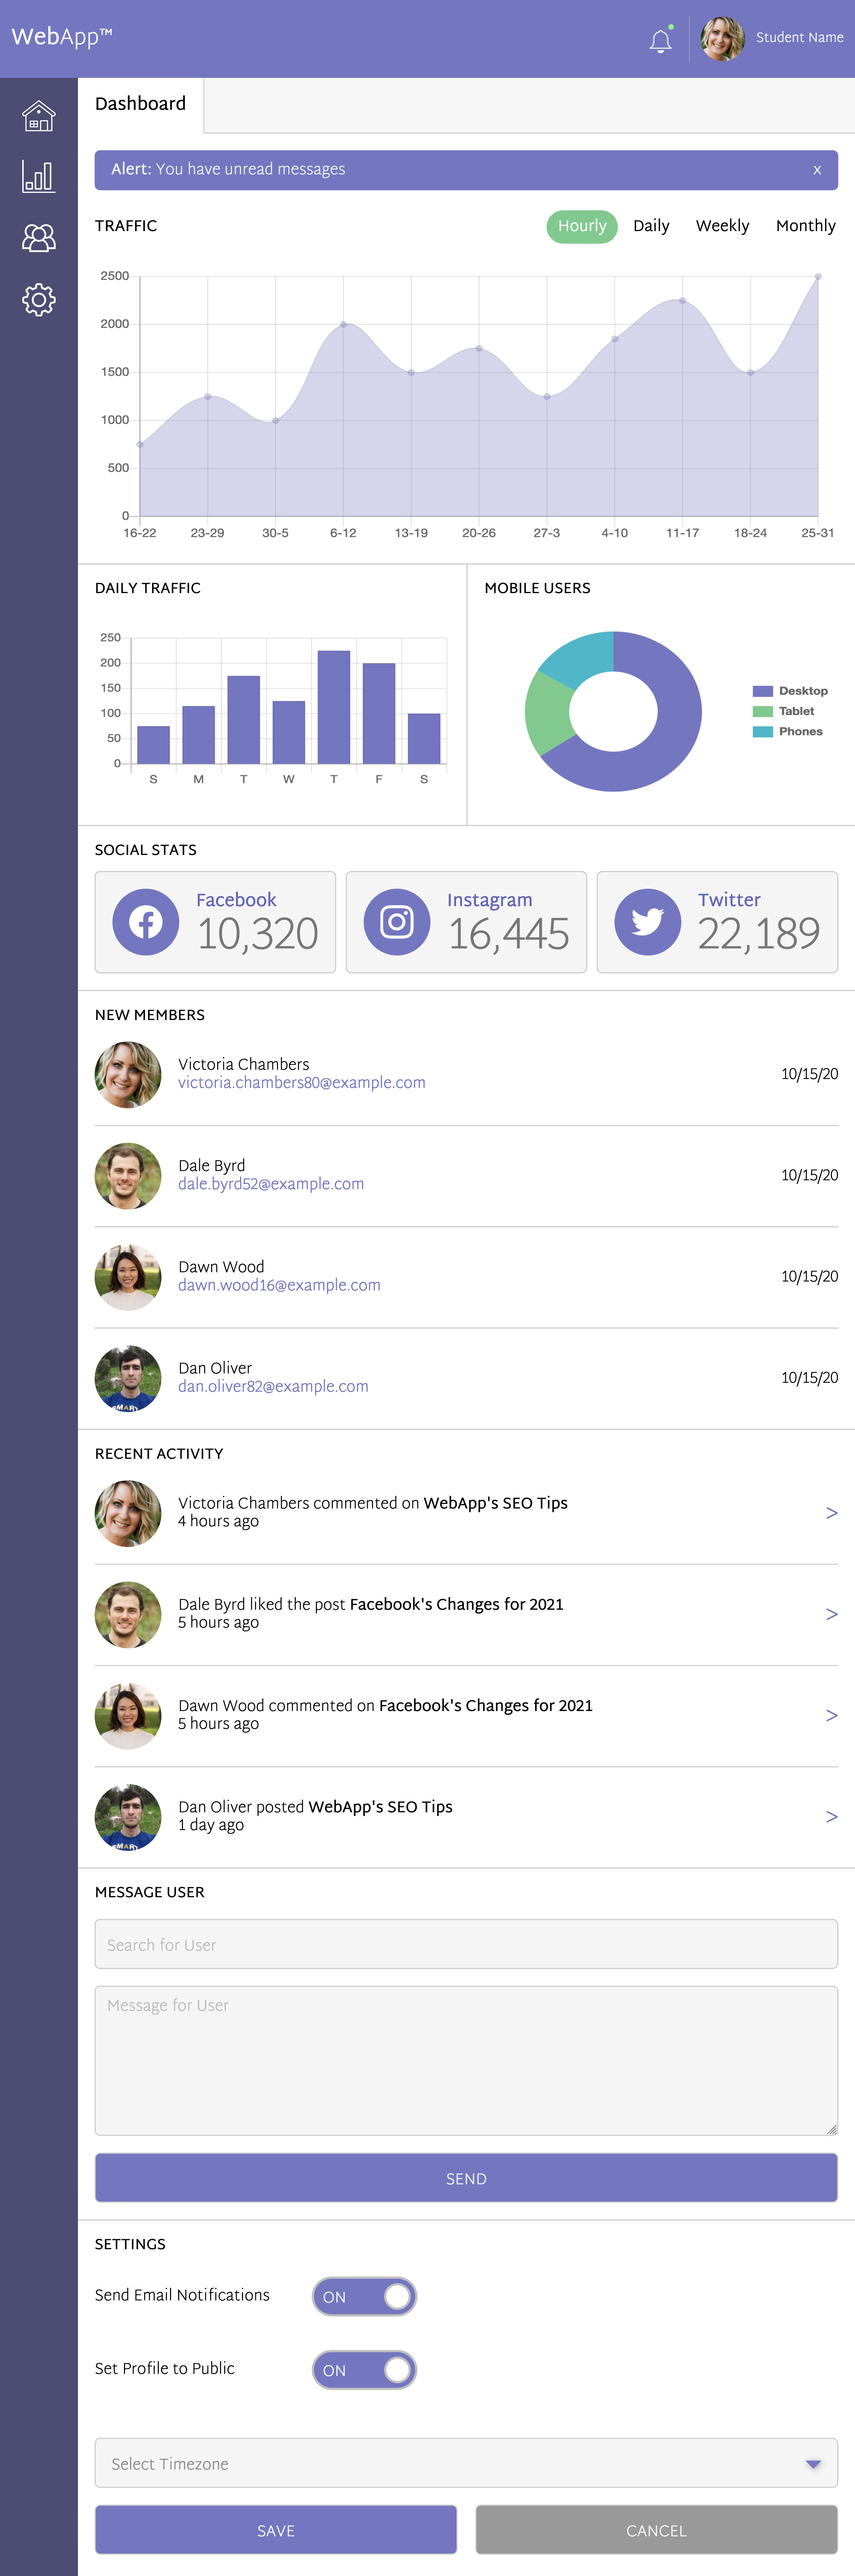 WebApp™
Student Name
Dashboard
Alert: You have unread messages
x
TRAFFIC
Hourly
Daily
Weekly
Monthly
2500
2000
1500
1000
500
0
16-22
23-29
30-5
6-12
13-19
20-26
27-3
4-10
11-17
18-24
25-31
DAILY TRAFFIC
250
200
150
100
50
0
S
M
T
W
T
F
S
MOBILE USERS
Desktop
Tablet
Phones
SOCIAL STATS
Facebook
10,320
Instagram
16,445
Twitter
22,189
NEW MEMBERS
Victoria Chambers
victoria.chambers80@example.com
10/15/20
Dale Byrd
dale.byrd52@example.com
10/15/20
Dawn Wood
dawn.wood16@example.com
10/15/20
Dan Oliver
dan.oliver82@example.com
10/15/20
RECENT ACTIVITY
Victoria Chambers commented on WebApp's SEO Tips
4 hours ago
>
Dale Byrd liked the post Facebook's Changes for 2021
5 hours ago
>
Dawn Wood commented on Facebook's Changes for 2021
5 hours ago
>
Dan Oliver posted WebApp's SEO Tips
1 day ago
>
MESSAGE USER
Search for User
Message for User
SEND
SETTINGS
Send Email Notifications
ON
Set Profile to Public
ON
Select Timezone
SAVE
CANCEL